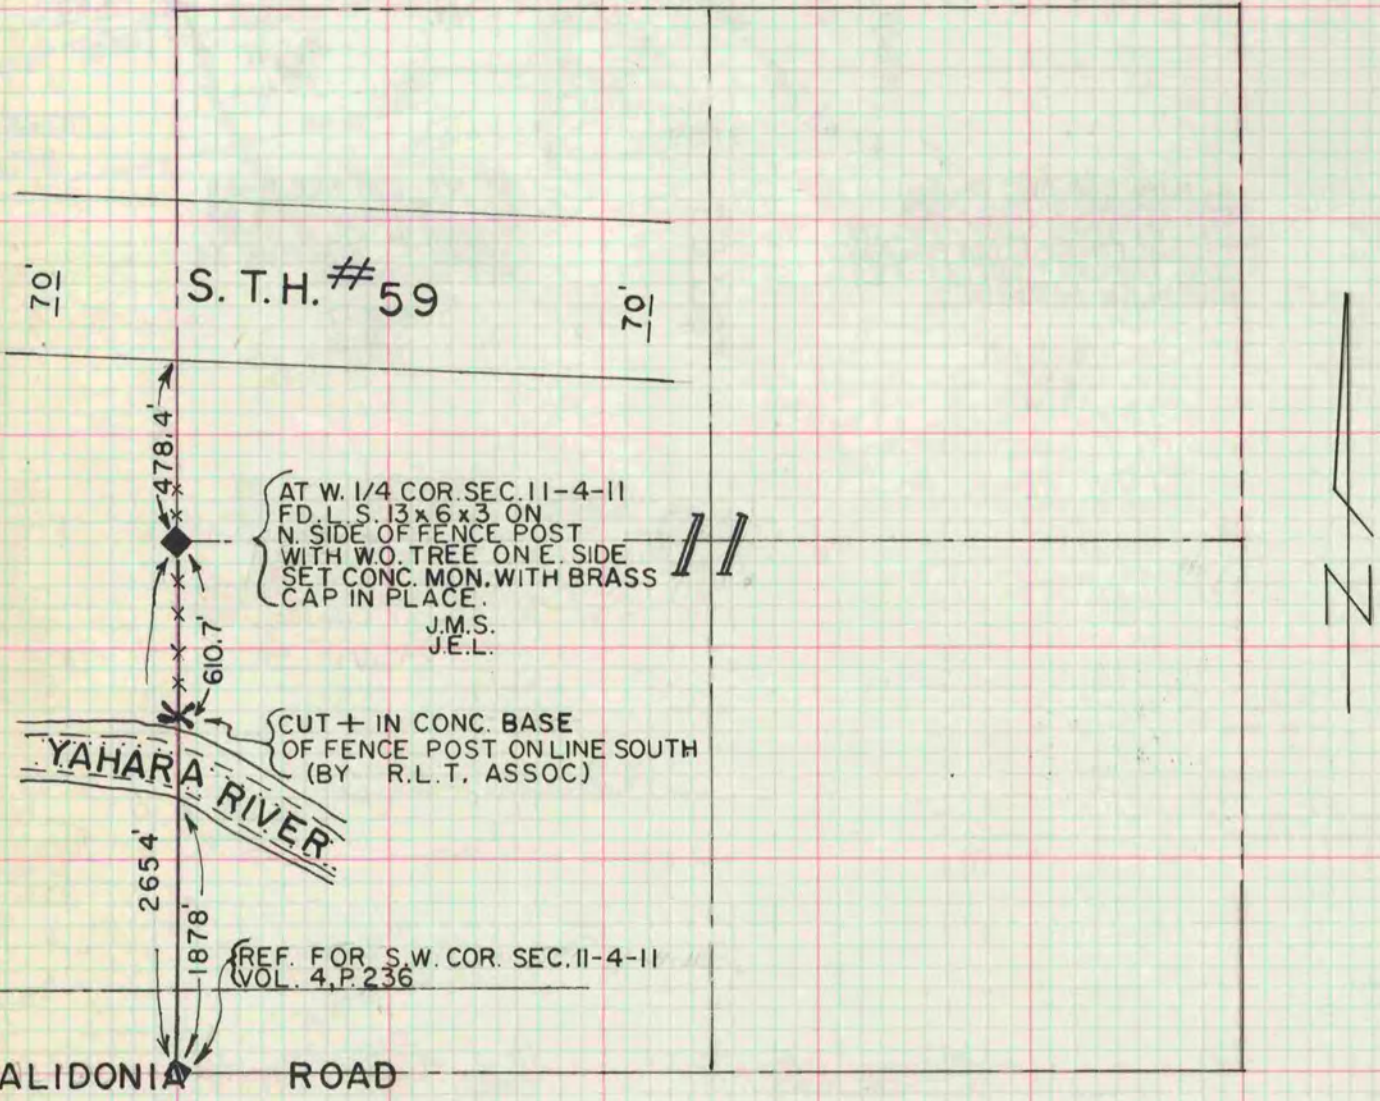 S. T. H. # 59
70'
70'
478.4'
AT W. 1/4 COR. SEC. 11-4-11
FD. L. S. 13 x 6 x 3 ON
N. SIDE OF FENCE POST
WITH W.O. TREE ON E. SIDE
SET CONC. MON. WITH BRASS
CAP IN PLACE.
J.M.S.
J.E.L.
11
N
610.7'
CUT + IN CONC. BASE
OF FENCE POST ON LINE SOUTH
(BY R.L.T. ASSOC)
YAHARA RIVER
2654'
1878'
REF. FOR S.W. COR. SEC. 11-4-11
VOL. 4, P. 236
ALIDONIA ROAD